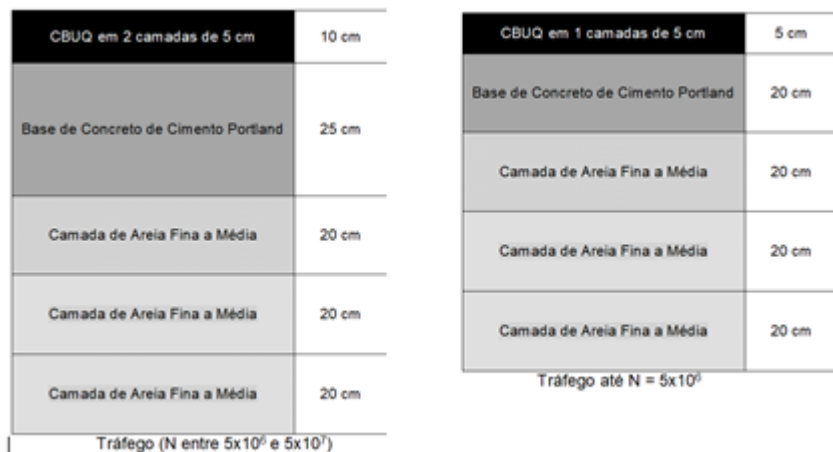 CBUQ em 2 camadas de 5 cm 10 cm
Base de Concreto de Cimento Portland 25 cm
Camada de Areia Fina a Média 20 cm
Camada de Areia Fina a Média 20 cm
Camada de Areia Fina a Média 20 cm
Tráfego (N entre 5x10⁶ e 5x10⁷)
CBUQ em 1 camadas de 5 cm 5 cm
Base de Concreto de Cimento Portland 20 cm
Camada de Areia Fina a Média 20 cm
Camada de Areia Fina a Média 20 cm
Camada de Areia Fina a Média 20 cm
Tráfego até N = 5x10⁶